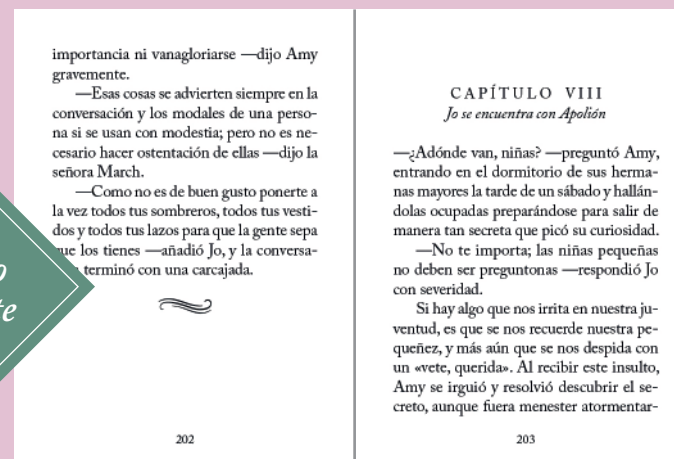 importancia ni vanagloriarse —dijo Amy
gravemente.
—Esas cosas se advierten siempre en la
conversación y los modales de una perso-
na si se usan con modestia; pero no es ne-
cesario hacer ostentación de ellas —dijo la
señora March.
—Como no es de buen gusto ponerte a
la vez todos tus sombreros, todos tus vesti-
dos y todos tus lazos para que la gente sepa
que los tienes —añadió Jo, y la conversa-
terminó con una carcajada.
202
CAPÍTULO VIII
Jo se encuentra con Apolión
—¿Adónde van, niñas? —preguntó Amy,
entrando en el dormitorio de sus herma-
nas mayores la tarde de un sábado y hallán-
dolas ocupadas preparándose para salir de
manera tan secreta que picó su curiosidad.
—No te importa; las niñas pequeñas
no deben ser preguntonas —respondió Jo
con severidad.
Si hay algo que nos irrita en nuestra ju-
ventud, es que se nos recuerde nuestra pe-
queñez, y más aún que se nos despida con
un «vete, querida». Al recibir este insulto,
Amy se irguió y resolvió descubrir el se-
creto, aunque fuera menester atormentar-
203